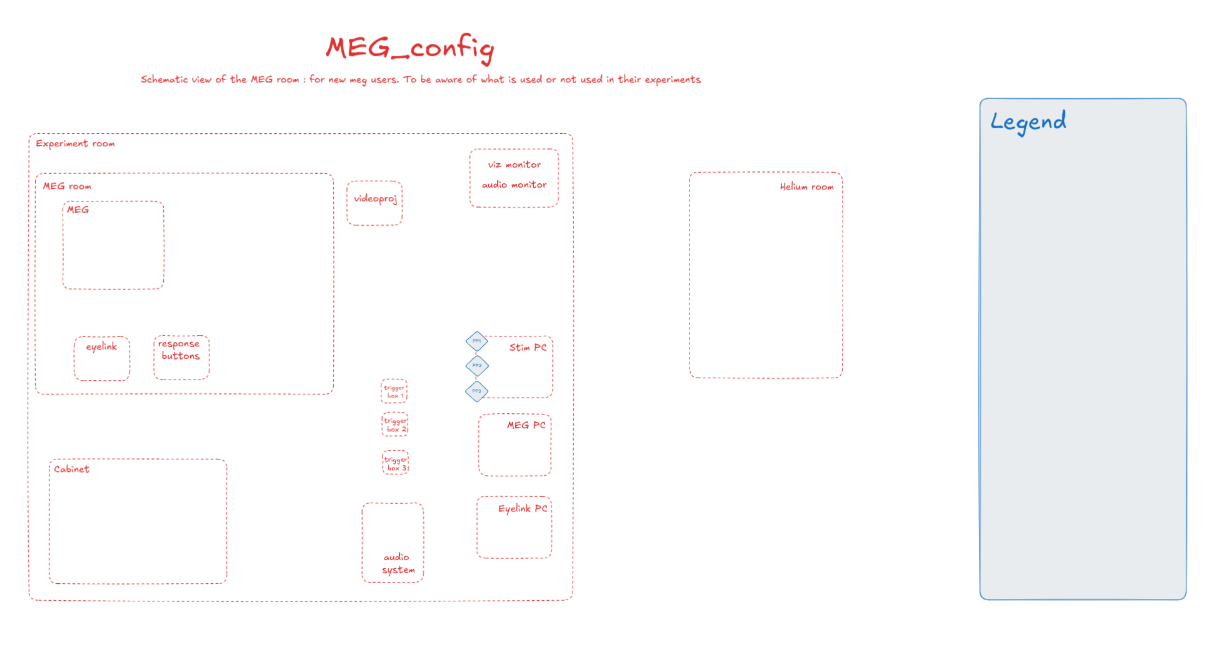 MEG_config
Schematic view of the MEG room : for new meg users. To be aware of what is used or not used in their experiments
Legend
Experiment room
viz monitor
audio monitor
MEG room
Helium room
videoproj
MEG
eyelink
response
buttons
PP1
Stim PC
PP2
PP3
trigger
box 1
trigger
box 2
MEG PC
trigger
box 3
Cabinet
Eyelink PC
audio
system